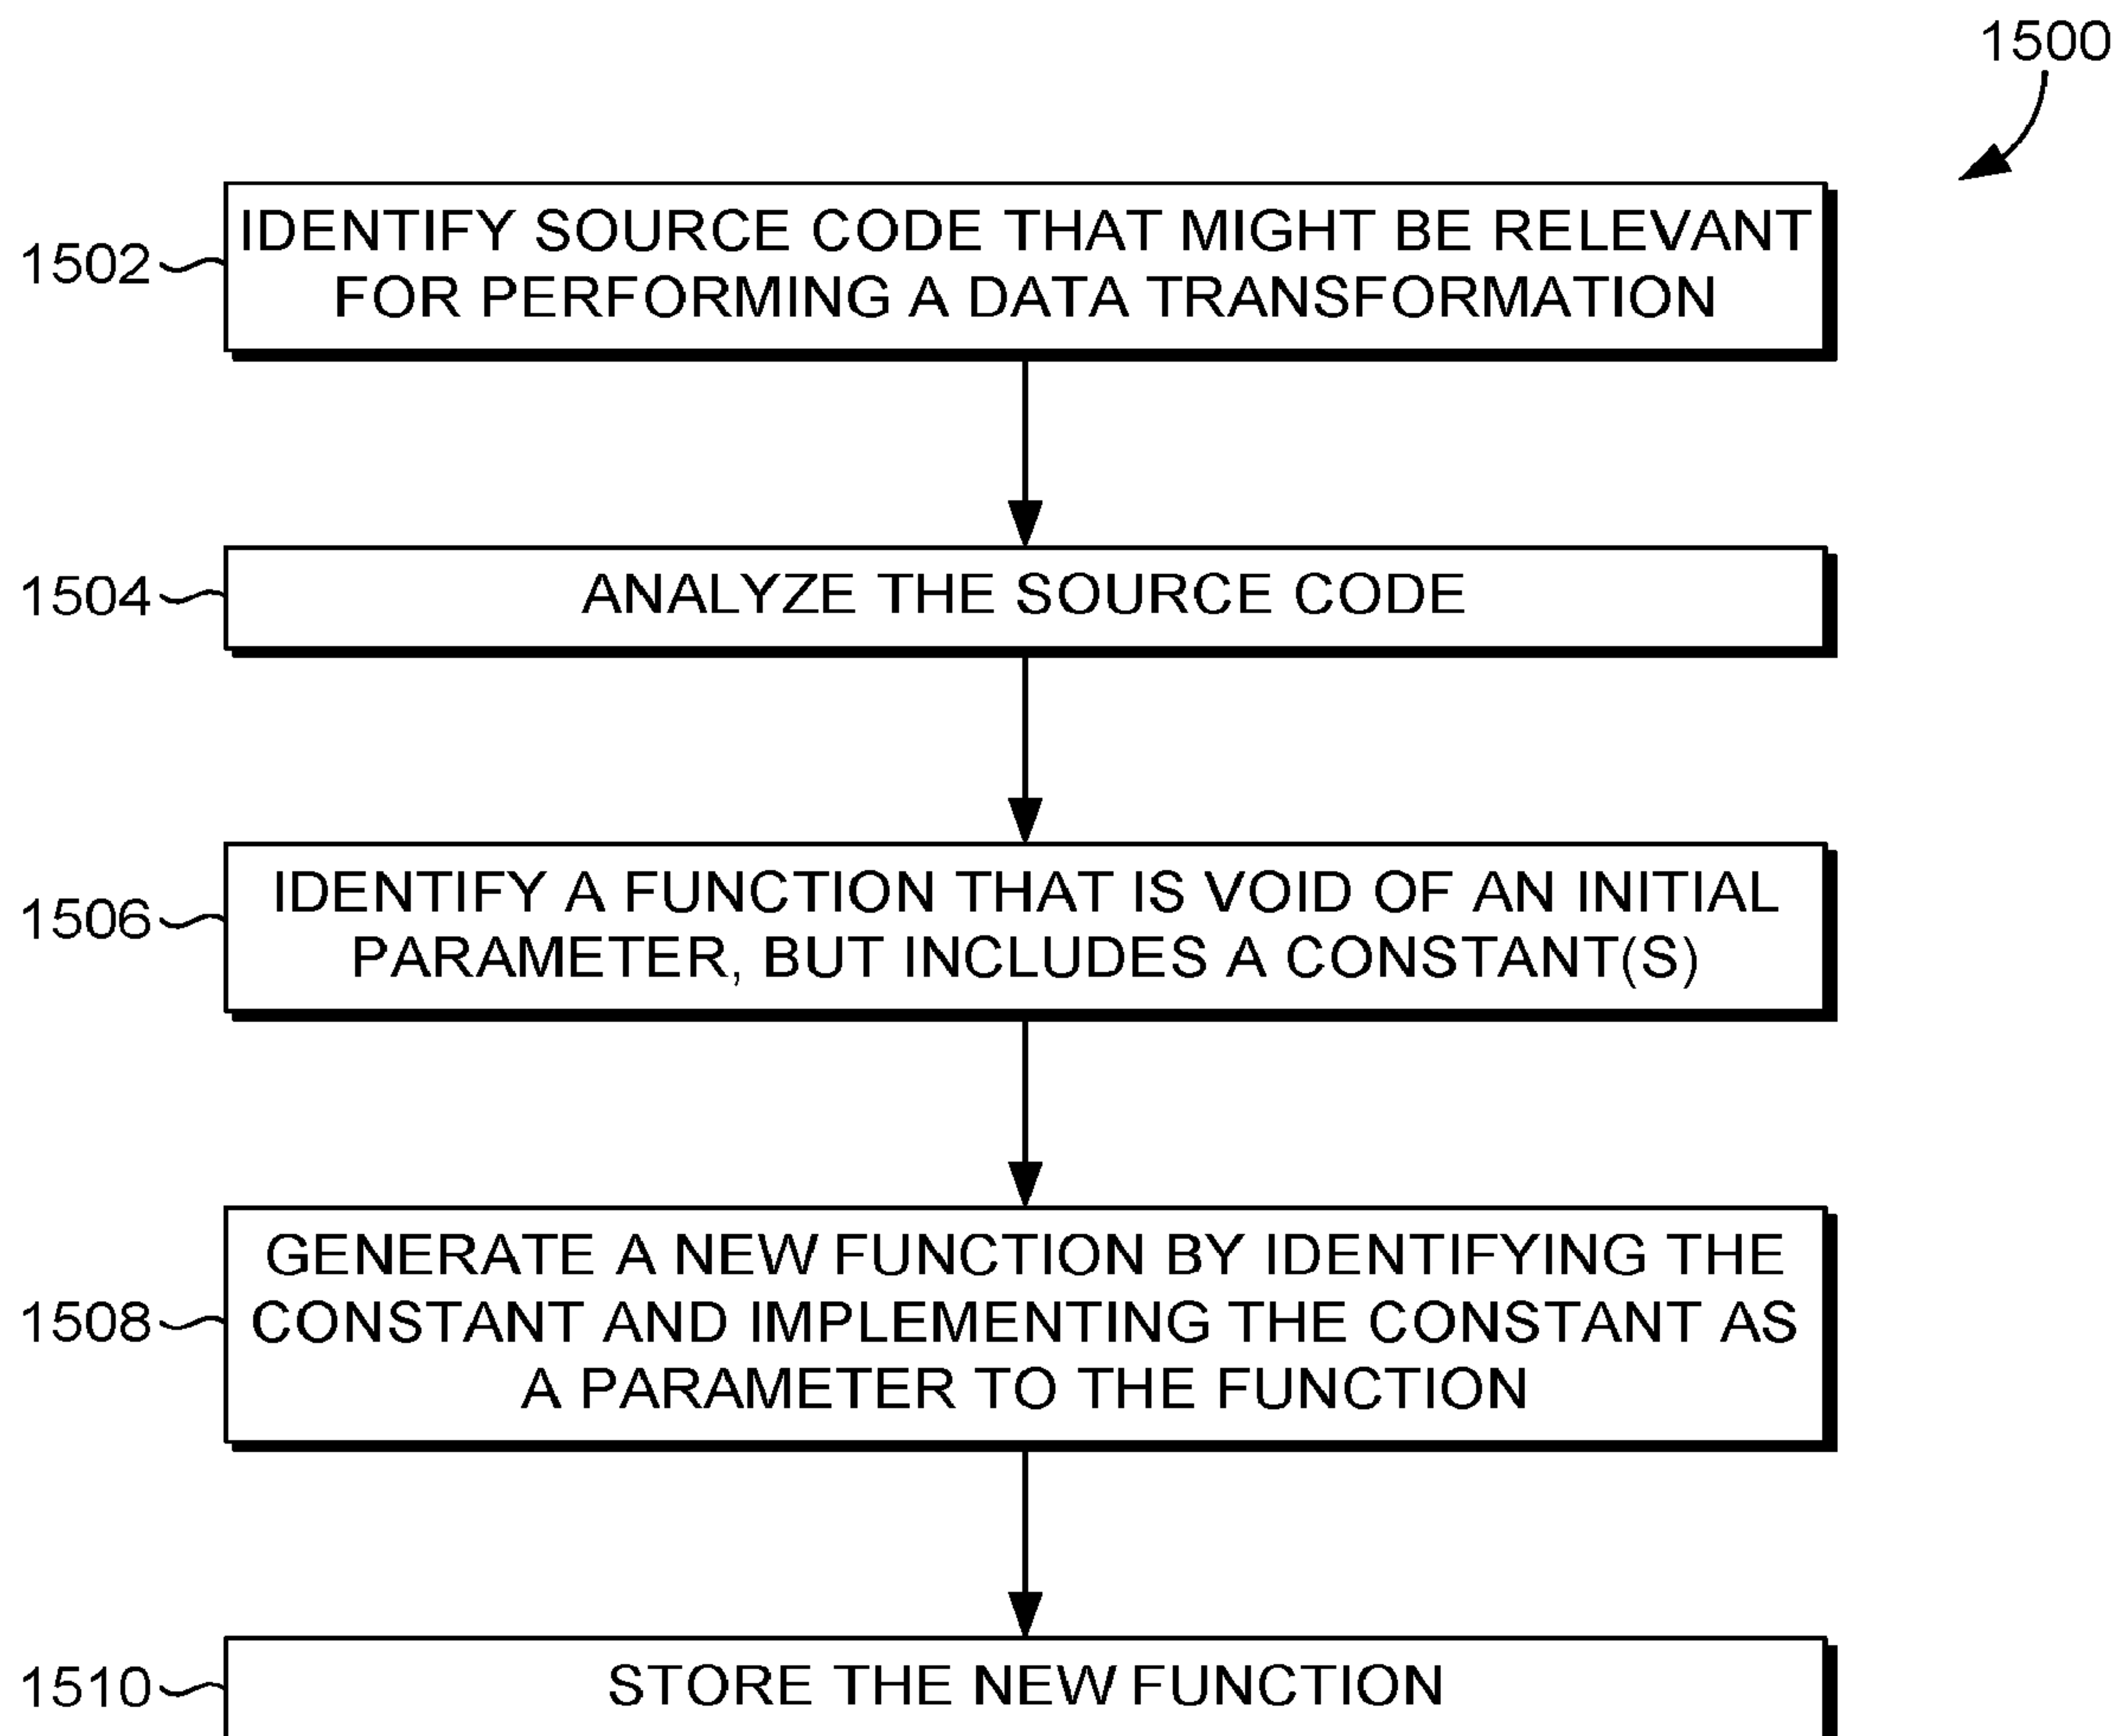 1500
1502
IDENTIFY SOURCE CODE THAT MIGHT BE RELEVANT
FOR PERFORMING A DATA TRANSFORMATION
1504
ANALYZE THE SOURCE CODE
1506
IDENTIFY A FUNCTION THAT IS VOID OF AN INITIAL
PARAMETER, BUT INCLUDES A CONSTANT(S)
1508
GENERATE A NEW FUNCTION BY IDENTIFYING THE
CONSTANT AND IMPLEMENTING THE CONSTANT AS
A PARAMETER TO THE FUNCTION
1510
STORE THE NEW FUNCTION